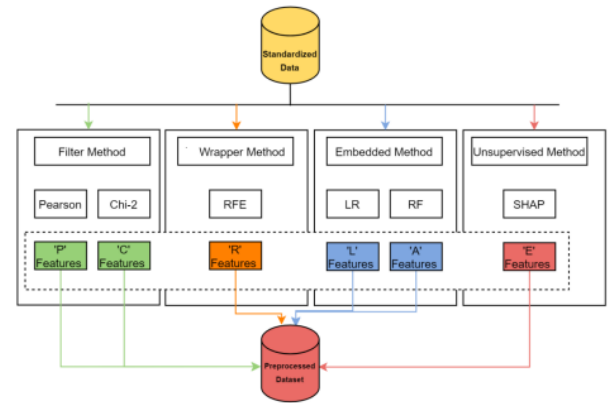 Standardized
Data
Filter Method
Wrapper Method
Embedded Method
Unsupervised Method
Pearson
Chi-2
RFE
LR
RF
SHAP
'P'
Features
'C'
Features
'R'
Features
'L'
Features
'A'
Features
'E'
Features
Preprocessed
Dataset